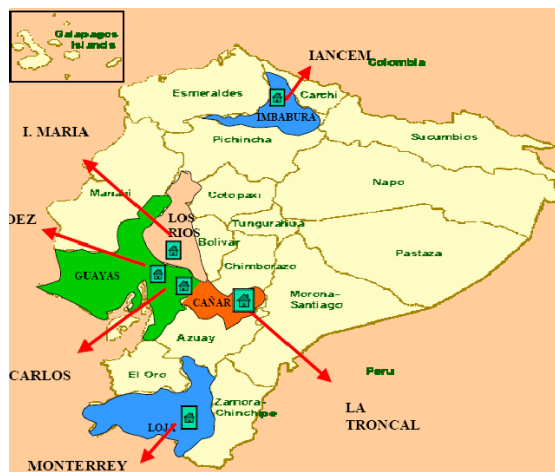 Galapagos
Islands
IANCEM
Colombia
Esmeraldes
Carchi
IMBABURA
I. MARIA
Pichincha
Sucumbios
Manabi
Cotopaxi
Napo
LOS
RIOS
Tungurahua
DEZ
Bolivar
Pastaza
GUAYAS
Chimborazo
CAÑAR
Morona-
Santiago
Azuay
CARLOS
El Oro
Peru
Zamora-
Chinchipe
LA
TRONCAL
LOJA
MONTERREY